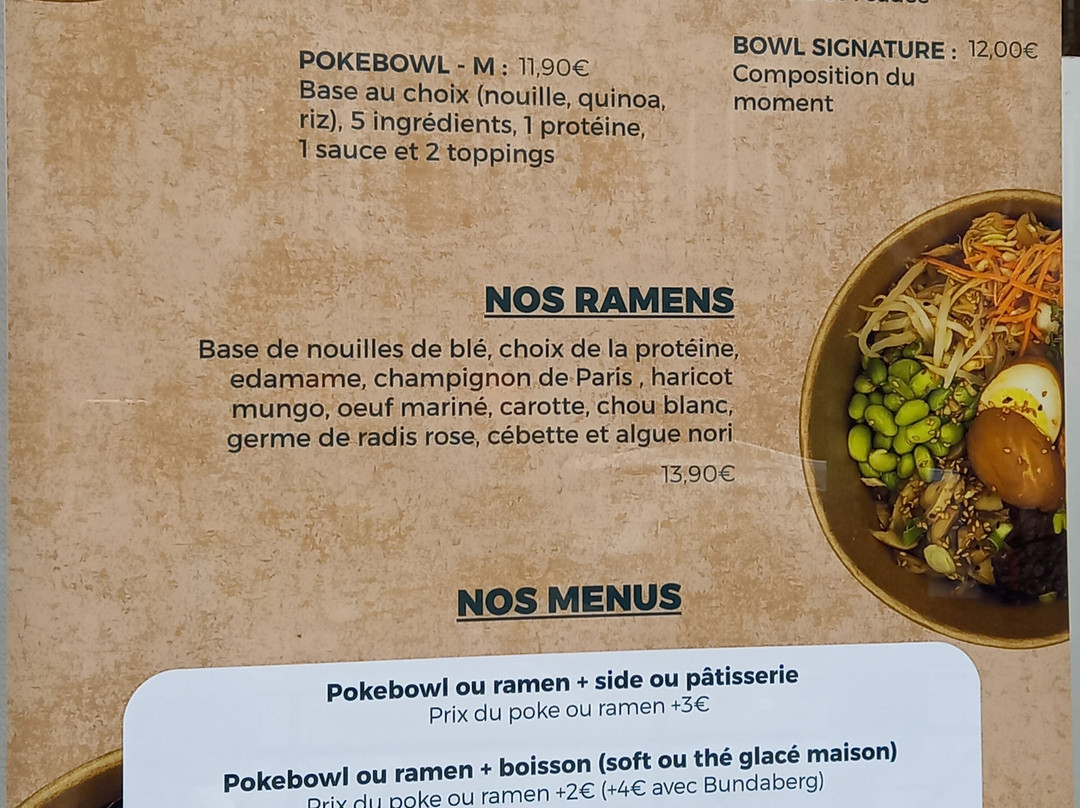 POKEBOWL - M : 11,90€
Base au choix (nouille, quinoa,
riz), 5 ingrédients, 1 protéine,
1 sauce et 2 toppings
BOWL SIGNATURE : 12,00€
Composition du
moment
NOS RAMENS
Base de nouilles de blé, choix de la protéine,
edamame, champignon de Paris , haricot
mungo, oeuf mariné, carotte, chou blanc,
germe de radis rose, cébette et algue nori
13,90€
NOS MENUS
Pokebowl ou ramen + side ou pâtisserie
Prix du poke ou ramen +3€
Pokebowl ou ramen + boisson (soft ou thé glacé maison)
Prix du poke ou ramen +2€ (+4€ avec Bundaberg)